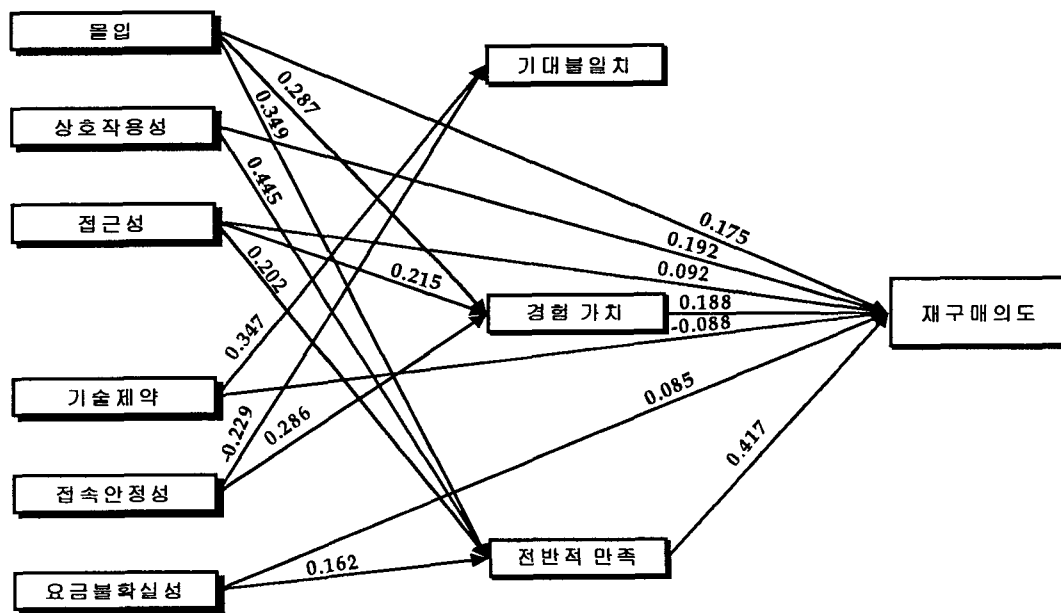 몰입
기대불일치
0.287
0.349
상호작용성
0.445
접근성
0.175
0.192
0.202
0.215
0.092
경험 가치
0.188
재구매의도
0.347
-0.088
기술제약
0.085
-0.229
0.286
0.417
접속안정성
전반적 만족
0.162
요금불확실성